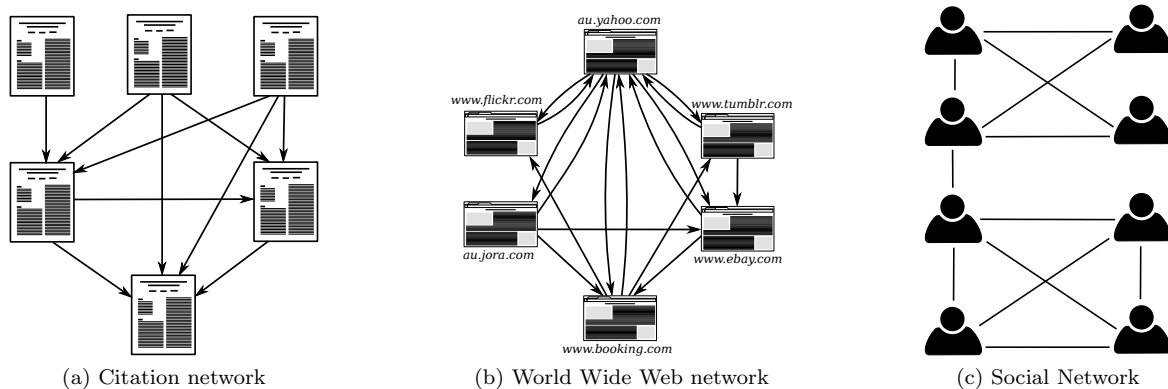 au.yahoo.com
www.flickr.com
www.tumblr.com
au.jora.com
www.ebay.com
www.booking.com
(a) Citation network
(b) World Wide Web network
(c) Social Network